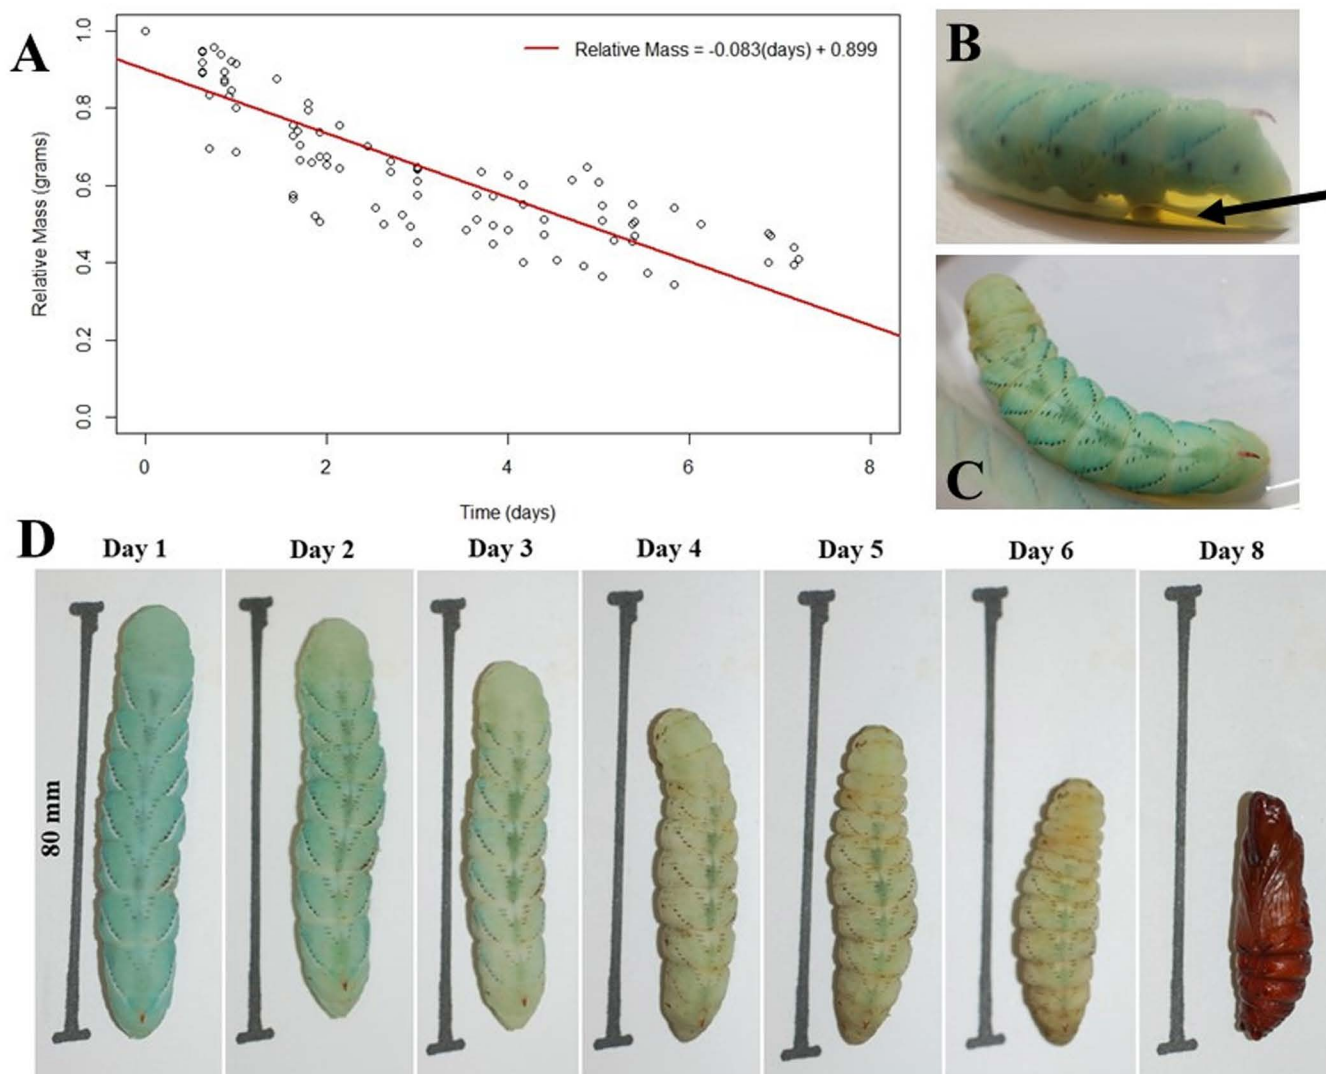 A
1.0
0.8
0.6
0.4
0.2
0.0
Relative Mass (grams)
Relative Mass = -0.083(days) + 0.899
0 2 4 6 8
Time (days)
B
C
D
Day 1 Day 2 Day 3 Day 4 Day 5 Day 6 Day 8
80 mm